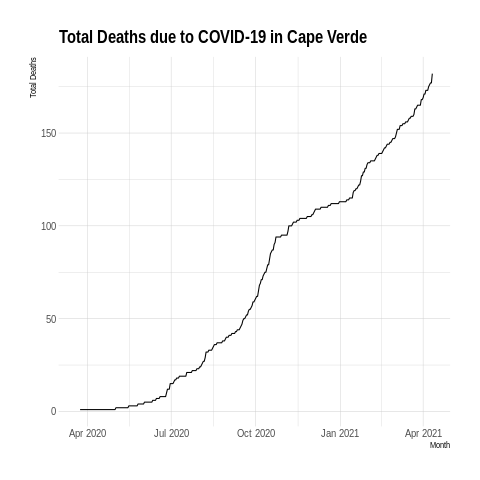 Total Deaths due to COVID-19 in Cape Verde
Total Deaths
150
100
50
0
Apr 2020 Jul 2020 Oct 2020 Jan 2021 Apr 2021
Month